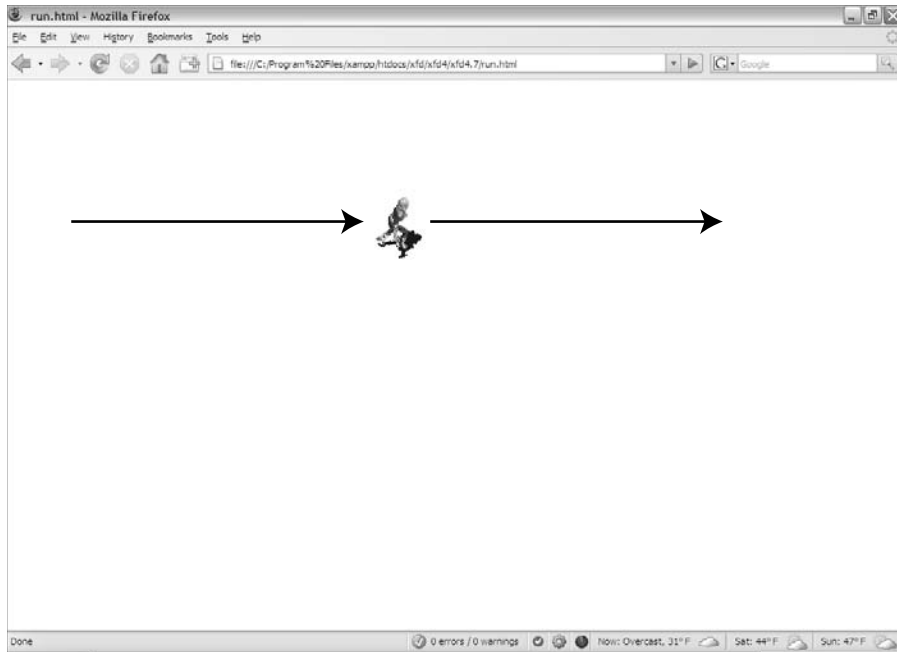 run.html - Mozilla Firefox
File Edit View History Bookmarks Tools Help
file:///C:/Program%20Files/xampp/htdocs/xfd/xfd4/xfd4.7/run.html
G Google
Done 0 errors / 0 warnings Now: Overcast, 31° F Sat: 44° F Sun: 47° F